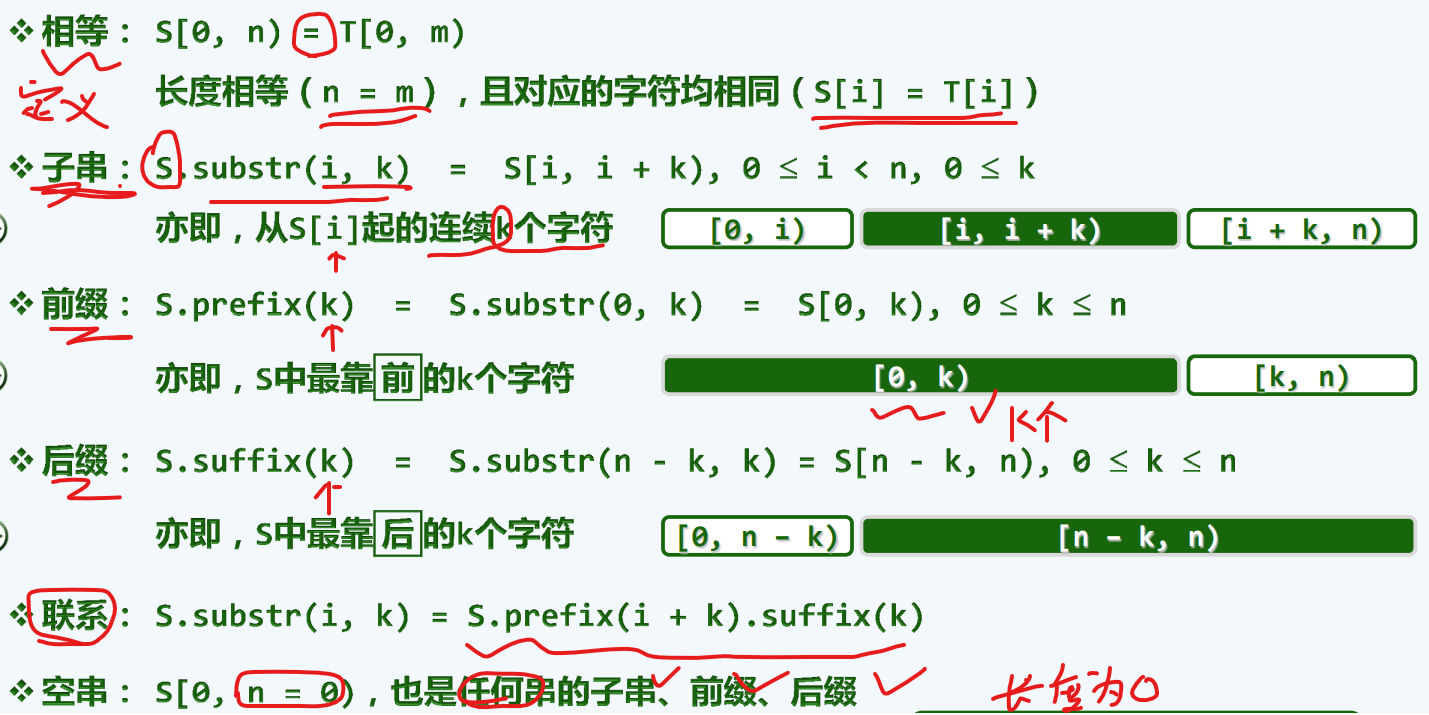 ❖ 相等： S[0, n) = T[0, m)
长度相等(n = m)，且对应的字符均相同(S[i] = T[i])
定义
❖ 子串： S.substr(i, k) = S[i, i + k), 0 ≤ i < n, 0 ≤ k
亦即，从S[i]起的连续k个字符 [0, i) [i, i + k) [i + k, n)
❖ 前缀： S.prefix(k) = S.substr(0, k) = S[0, k), 0 ≤ k ≤ n
亦即，S中最靠前的k个字符 [0, k) [k, n)
K个
❖ 后缀： S.suffix(k) = S.substr(n - k, k) = S[n - k, n), 0 ≤ k ≤ n
亦即，S中最靠后的k个字符 [0, n – k) [n – k, n)
❖ 联系： S.substr(i, k) = S.prefix(i + k).suffix(k)
❖ 空串： S[0, n = 0)，也是任何串的子串、前缀、后缀
长度为0